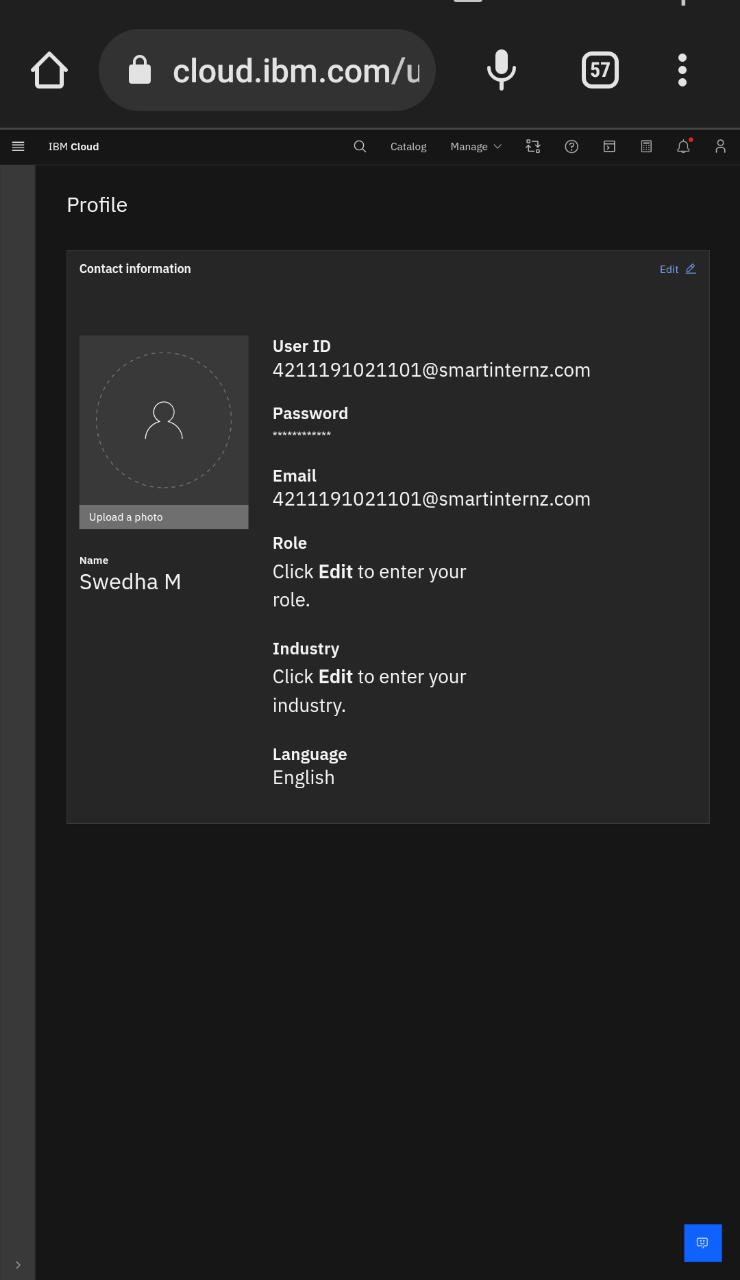 cloud.ibm.com/u
57
IBM Cloud
Catalog
Manage
Profile
Contact information
Edit
User ID
4211191021101@smartinternz.com
Password
************
Email
4211191021101@smartinternz.com
Upload a photo
Role
Name
Click Edit to enter your
Swedha M
role.
Industry
Click Edit to enter your
industry.
Language
English